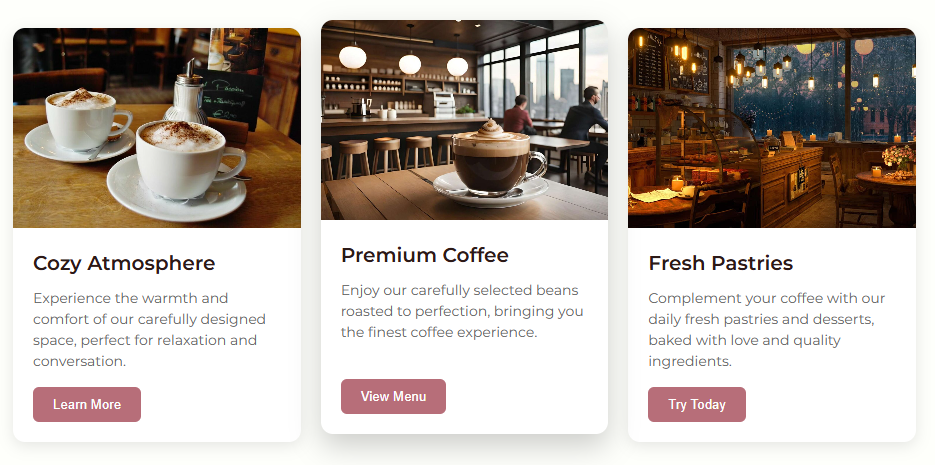 Cozy Atmosphere
Experience the warmth and
comfort of our carefully designed
space, perfect for relaxation and
conversation.
Learn More
Premium Coffee
Enjoy our carefully selected beans
roasted to perfection, bringing you
the finest coffee experience.
View Menu
Fresh Pastries
Complement your coffee with our
daily fresh pastries and desserts,
baked with love and quality
ingredients.
Try Today